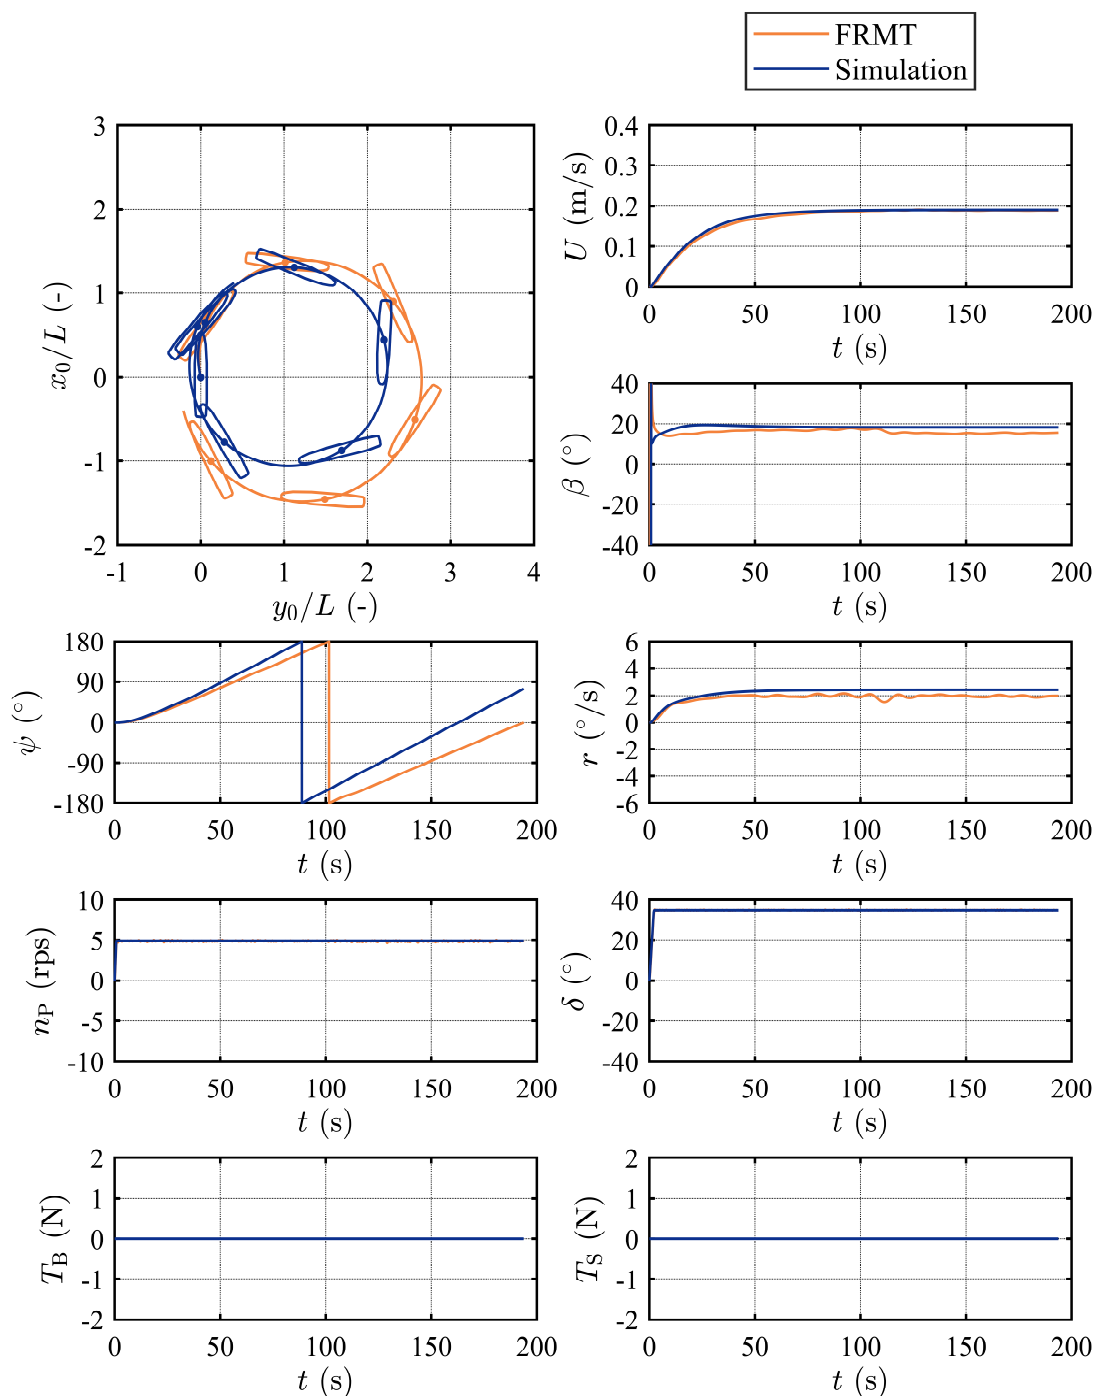 FRMT
Simulation
3
2
1
0
-1
-2
x₀/L (-)
-1 0 1 2 3 4
y₀/L (-)
0.4
0.3
0.2
0.1
0
U (m/s)
0 50 100 150 200
t (s)
40
20
0
-20
-40
β (°)
0 50 100 150 200
t (s)
180
90
0
-90
-180
ψ (°)
0 50 100 150 200
t (s)
6
4
2
0
-2
-4
-6
r (°/s)
0 50 100 150 200
t (s)
10
5
0
-5
-10
n_P (rps)
0 50 100 150 200
t (s)
40
20
0
-20
-40
δ (°)
0 50 100 150 200
t (s)
2
1
0
-1
-2
T_B (N)
0 50 100 150 200
t (s)
2
1
0
-1
-2
T_S (N)
0 50 100 150 200
t (s)